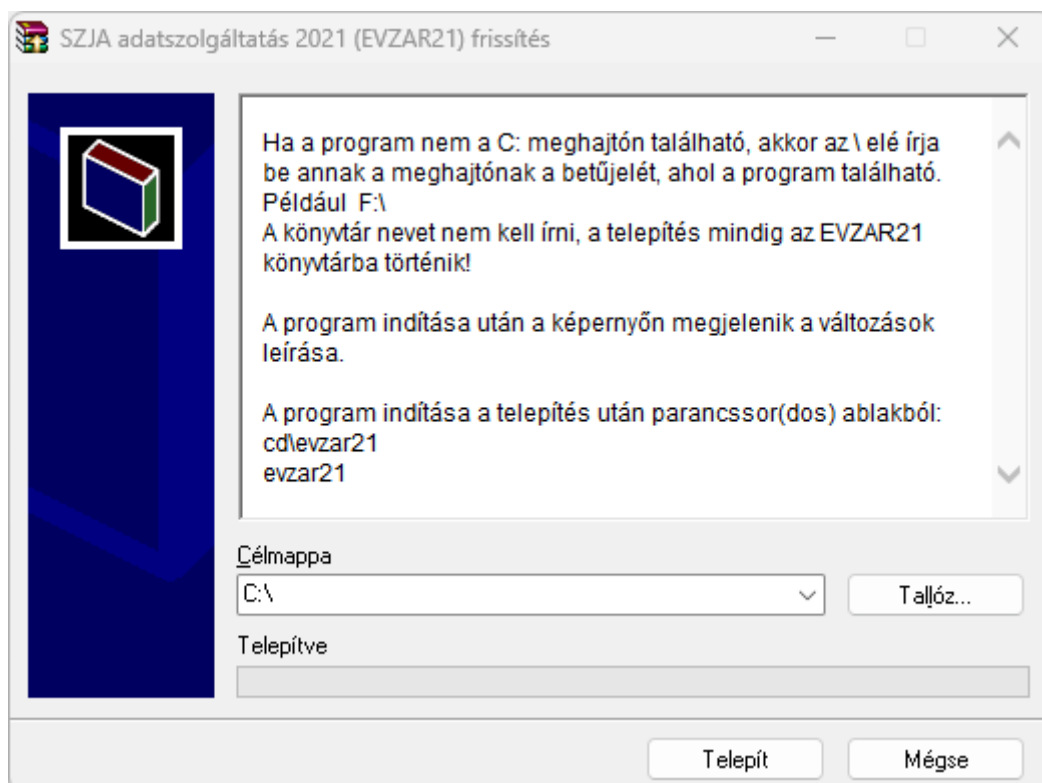 SZJA adatszolgáltatás 2021 (EVZAR21) frissítés
Ha a program nem a C: meghajtón található, akkor az \ elé írja
be annak a meghajtónak a betűjelét, ahol a program található.
Például  F:\
A könyvtár nevet nem kell írni, a telepítés mindig az EVZAR21
könyvtárba történik!
A program indítása után a képernyőn megjelenik a változások
leírása.
A program indítása a telepítés után parancssor(dos) ablakból:
cd\evzar21
evzar21
Célmappa
C:\
Tallóz...
Telepítve
Telepít
Mégse